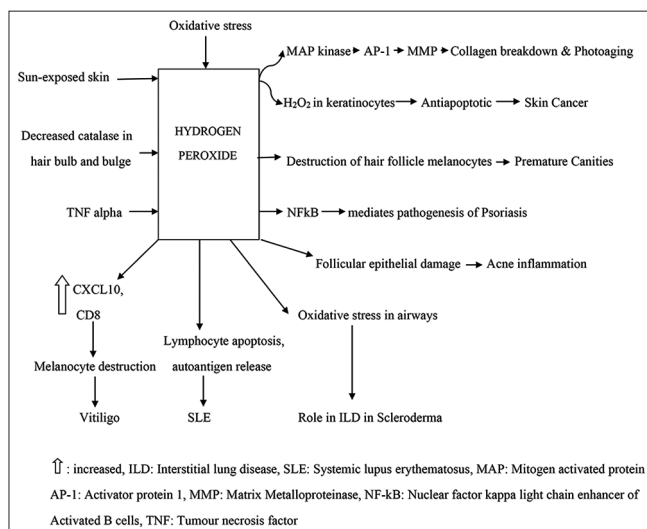 Oxidative stress
MAP kinase AP-1 MMP Collagen breakdown & Photoaging
Sun-exposed skin
H₂O₂ in keratinocytes Antiapoptotic Skin Cancer
HYDROGEN
PEROXIDE
Decreased catalase in
hair bulb and bulge
Destruction of hair follicle melanocytes Premature Canities
TNF alpha
NFkB mediates pathogenesis of Psoriasis
Follicular epithelial damage Acne inflammation
CXCL10,
CD8
Oxidative stress in airways
Lymphocyte apoptosis,
autoantigen release
Melanocyte destruction
Vitiligo
SLE
Role in ILD in Scleroderma
⇧: increased, ILD: Interstitial lung disease, SLE: Systemic lupus erythematosus, MAP: Mitogen activated protein
AP-1: Activator protein 1, MMP: Matrix Metalloproteinase, NF-kB: Nuclear factor kappa light chain enhancer of
Activated B cells, TNF: Tumour necrosis factor